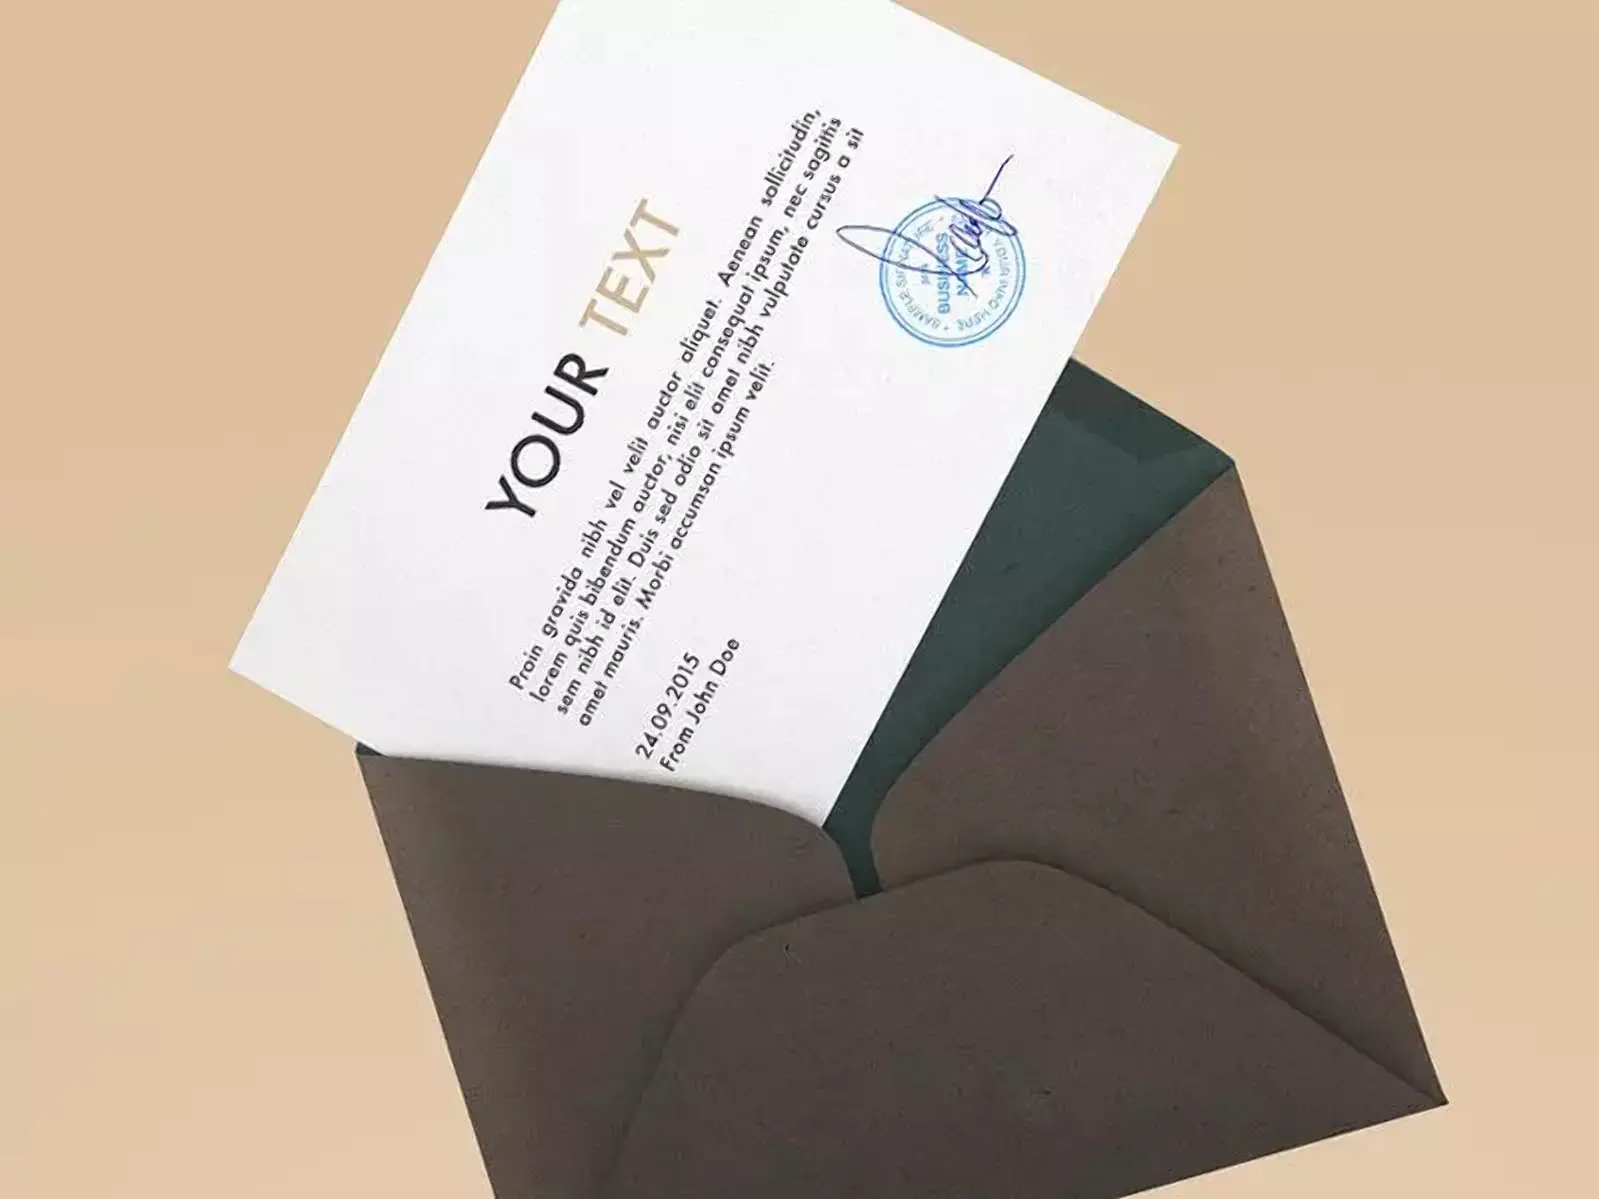 YOUR TEXT
Proin gravida nibh vel velit auctor aliquet. Aenean sollicitudin,
lorem quis bibendum auctor, nisi elit consequat ipsum, nec sagittis
sem nibh id elit. Duis sed odio sit amet nibh vulputate cursus a sit
amet mauris. Morbi accumsan ipsum velit.
24.09.2015
From John Doe
BUSINESS